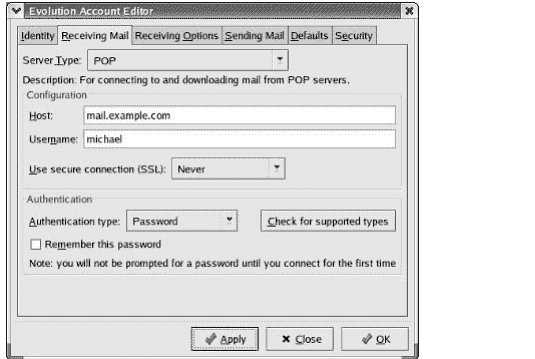 Evolution Account Editor
Identity Receiving Mail Receiving Options Sending Mail Defaults Security
Server Type: POP
Description: For connecting to and downloading mail from POP servers.
Configuration
Host: mail.example.com
Username: michael
Use secure connection (SSL): Never
Authentication
Authentication type: Password Check for supported types
Remember this password
Note: you will not be prompted for a password until you connect for the first time
Apply Close OK